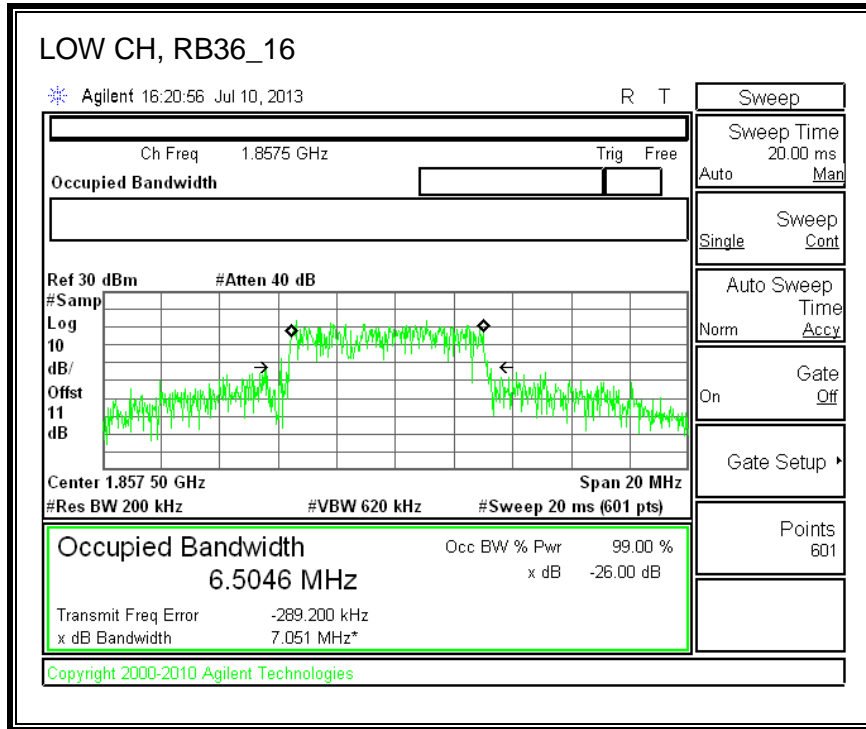 LOW CH, RB36_16
Agilent 16:20:56 Jul 10, 2013 R T
Ch Freq 1.8575 GHz Trig Free
Occupied Bandwidth
Ref 30 dBm #Atten 40 dB
#Samp
Log
10
dB/
Offst
11
dB
Center 1.857 50 GHz Span 20 MHz
#Res BW 200 kHz #VBW 620 kHz #Sweep 20 ms (601 pts)
Occupied Bandwidth Occ BW % Pwr 99.00 %
6.5046 MHz x dB -26.00 dB
Transmit Freq Error -289.200 kHz
x dB Bandwidth 7.051 MHz*
Copyright 2000-2010 Agilent Technologies
Sweep
Sweep Time
20.00 ms
Auto Man
Sweep
Single Cont
Auto Sweep
Time
Norm Accy
Gate
On Off
Gate Setup
Points
601